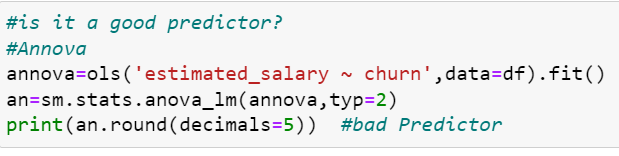 #is it a good predictor?
#Annova
annova=ols('estimated_salary ~ churn',data=df).fit()
an=sm.stats.anova_lm(annova,typ=2)
print(an.round(decimals=5))  #bad Predictor